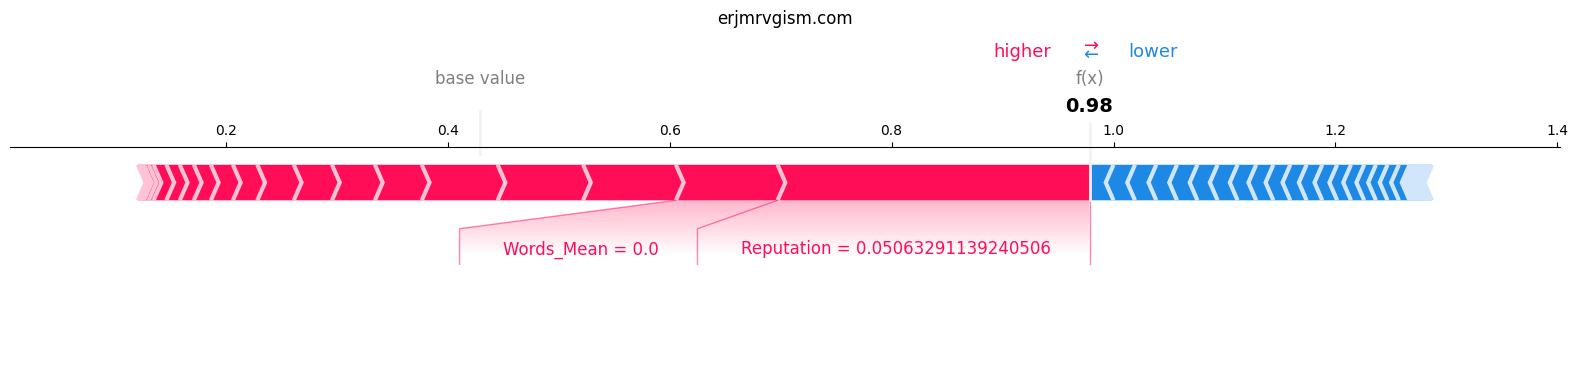 erjmrvgism.com
higher → ← lower
base value f(x)
0.98
0.2 0.4 0.6 0.8 1.0 1.2 1.4
Words_Mean = 0.0 Reputation = 0.05063291139240506